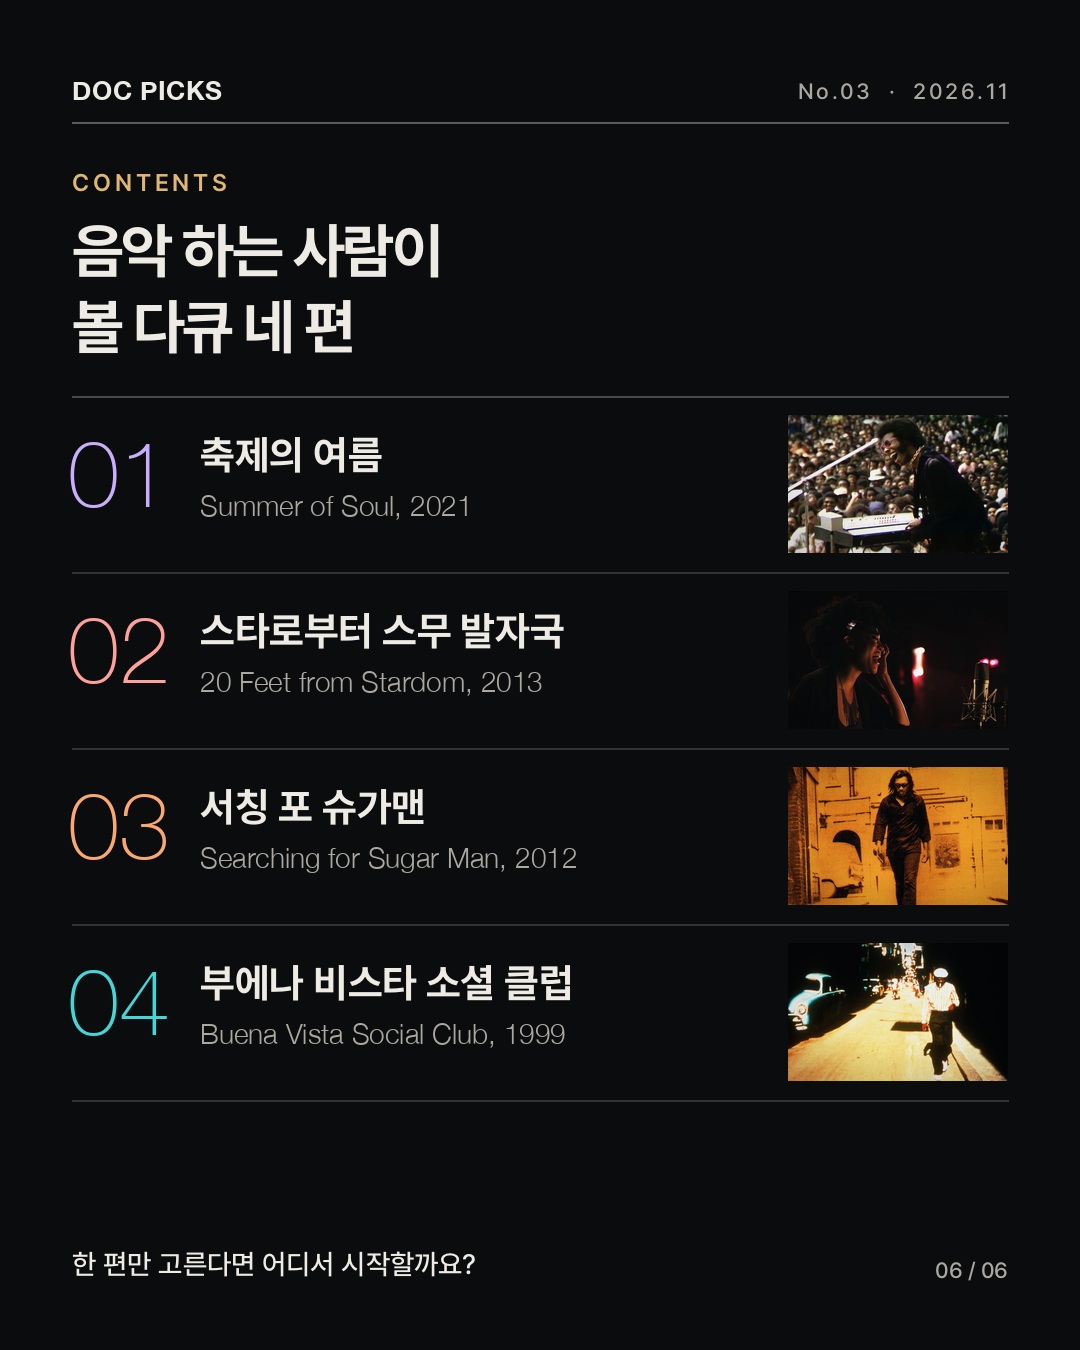 DOC PICKS
No.03 · 2026.11
CONTENTS
음악 하는 사람이
볼 다큐 네 편
01
축제의 여름
Summer of Soul, 2021
02
스타로부터 스무 발자국
20 Feet from Stardom, 2013
03
서칭 포 슈가맨
Searching for Sugar Man, 2012
04
부에나 비스타 소셜 클럽
Buena Vista Social Club, 1999
한 편만 고른다면 어디서 시작할까요?
06 / 06